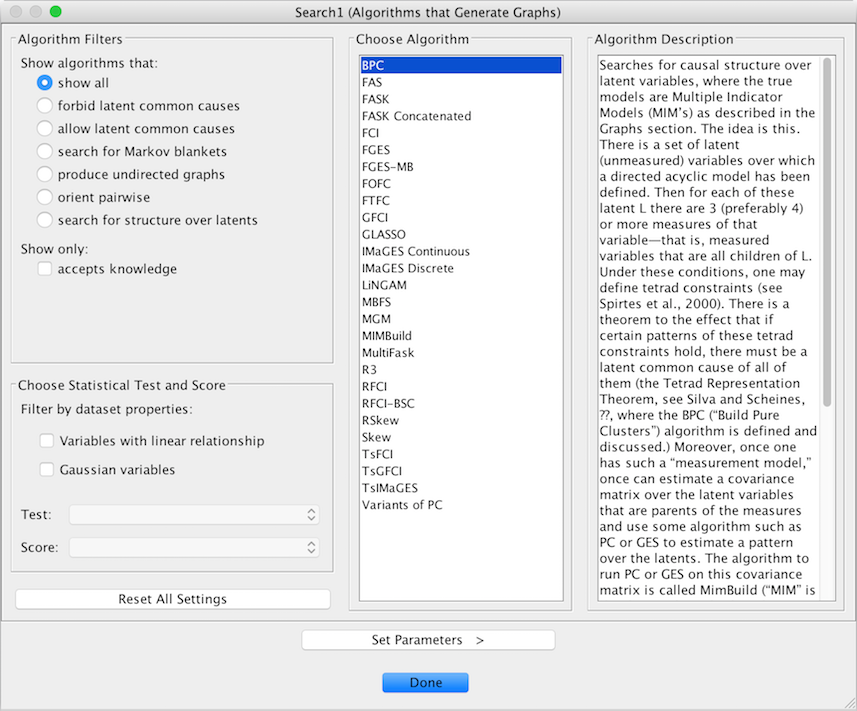 Search1 (Algorithms that Generate Graphs)
Algorithm Filters
Show algorithms that:
show all
forbid latent common causes
allow latent common causes
search for Markov blankets
produce undirected graphs
orient pairwise
search for structure over latents
Show only:
accepts knowledge
Choose Statistical Test and Score
Filter by dataset properties:
Variables with linear relationship
Gaussian variables
Test:
Score:
Reset All Settings
Choose Algorithm
BPC
FAS
FASK
FASK Concatenated
FCI
FGES
FGES-MB
FOFC
FTFC
GFCI
GLASSO
IMaGES Continuous
IMaGES Discrete
LiNGAM
MBFS
MGM
MIMBuild
MultiFask
R3
RFCI
RFCI-BSC
RSkew
Skew
TsFCI
TsGFCI
TsIMaGES
Variants of PC
Algorithm Description
Searches for causal structure over
latent variables, where the true
models are Multiple Indicator
Models (MIM's) as described in the
Graphs section. The idea is this.
There is a set of latent
(unmeasured) variables over which
a directed acyclic model has been
defined. Then for each of these
latent L there are 3 (preferably 4)
or more measures of that
variable—that is, measured
variables that are all children of L.
Under these conditions, one may
define tetrad constraints (see
Spirtes et al., 2000). There is a
theorem to the effect that if
certain patterns of these tetrad
constraints hold, there must be a
latent common cause of all of
them (the Tetrad Representation
Theorem, see Silva and Scheines,
??, where the BPC (“Build Pure
Clusters”) algorithm is defined and
discussed.) Moreover, once one
has such a “measurement model,”
once can estimate a covariance
matrix over the latent variables
that are parents of the measures
and use some algorithm such as
PC or GES to estimate a pattern
over the latents. The algorithm to
run PC or GES on this covariance
matrix is called MimBuild (“MIM” is
Set Parameters >
Done